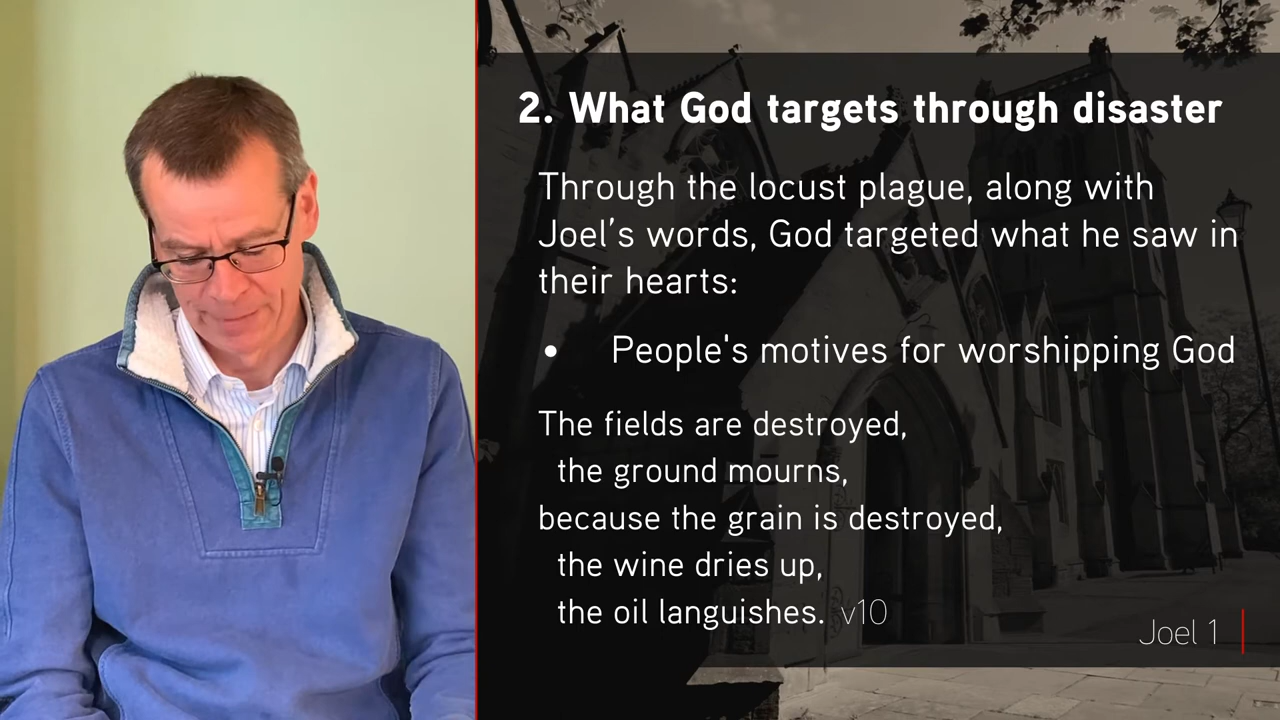 2. What God targets through disaster
Through the locust plague, along with
Joel's words, God targeted what he saw in
their hearts:
• People's motives for worshipping God
The fields are destroyed,
the ground mourns,
because the grain is destroyed,
the wine dries up,
the oil languishes. v10
Joel 1